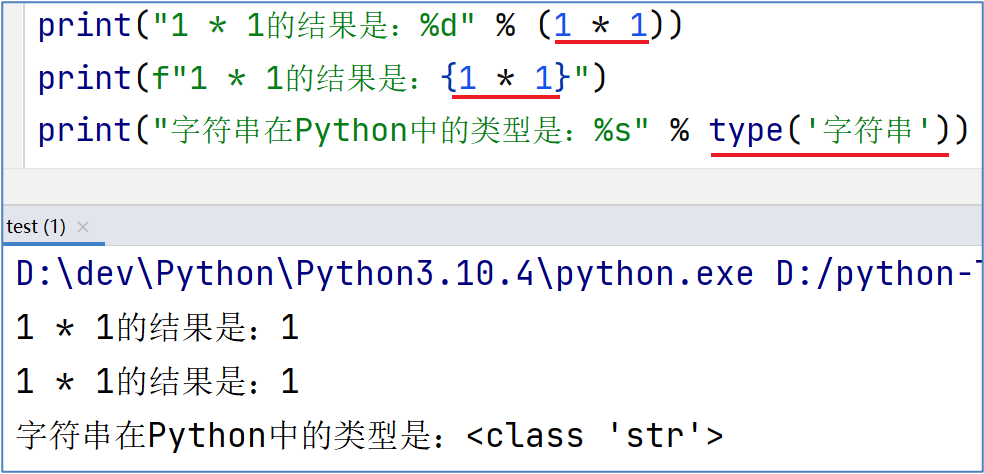 print("1 * 1的结果是：%d" % (1 * 1))
print(f"1 * 1的结果是：{1 * 1}")
print("字符串在Python中的类型是：%s" % type('字符串'))
test (1) ×
D:\dev\Python\Python3.10.4\python.exe D:/python-
1 * 1的结果是：1
1 * 1的结果是：1
字符串在Python中的类型是：<class 'str'>